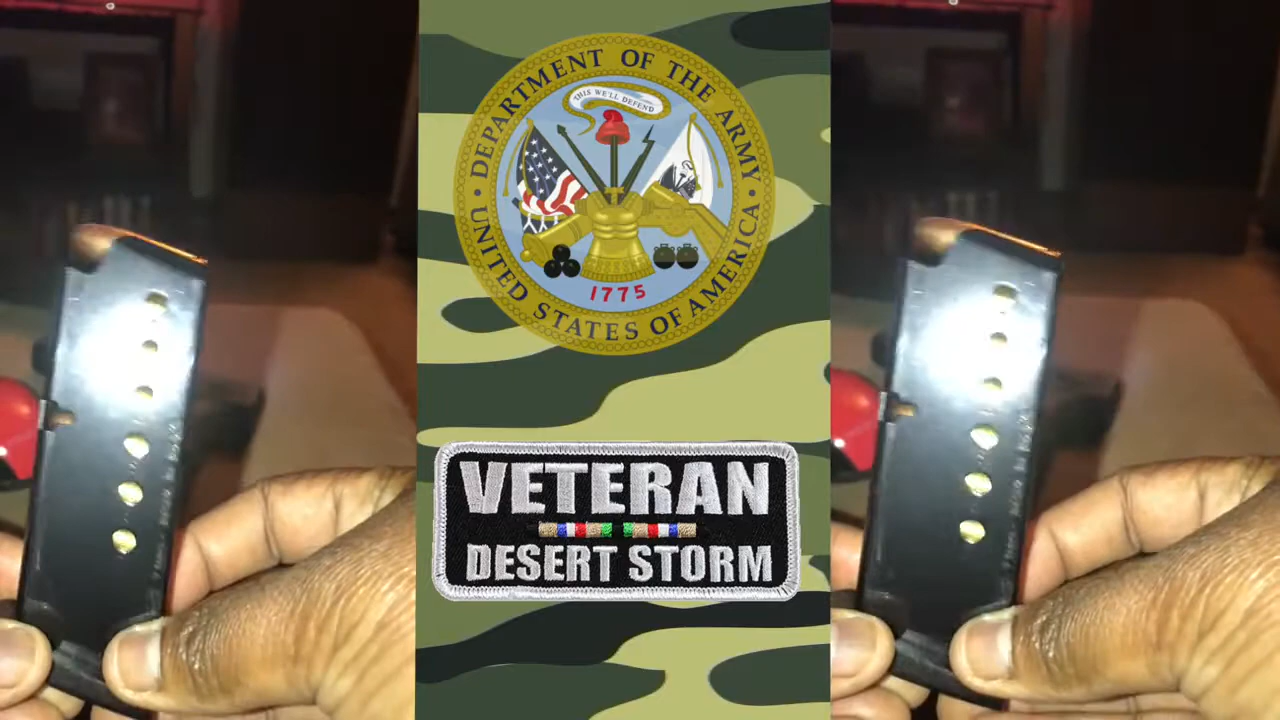 DEPARTMENT OF THE ARMY
THIS WE'LL DEFEND
1775
UNITED STATES OF AMERICA
VETERAN
DESERT STORM